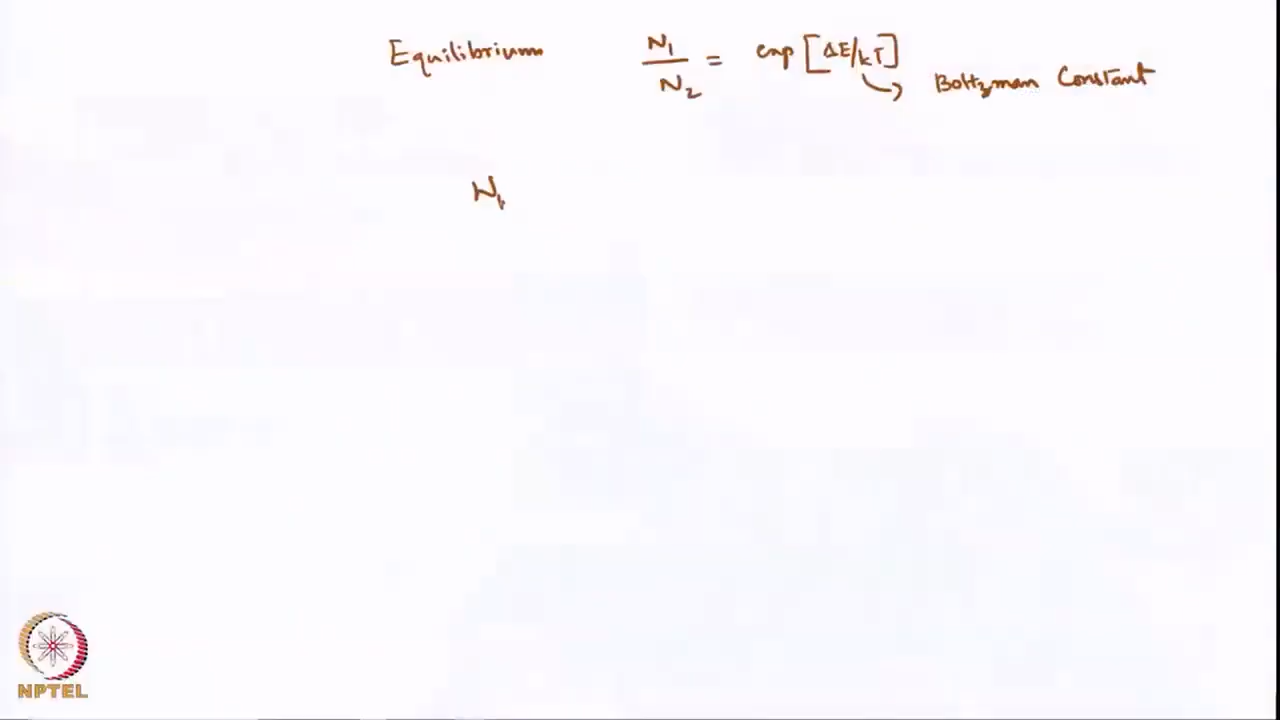 Equilibrium N₁/N₂ = exp [ΔE/kT]
Boltzman Constant
N₁
NPTEL